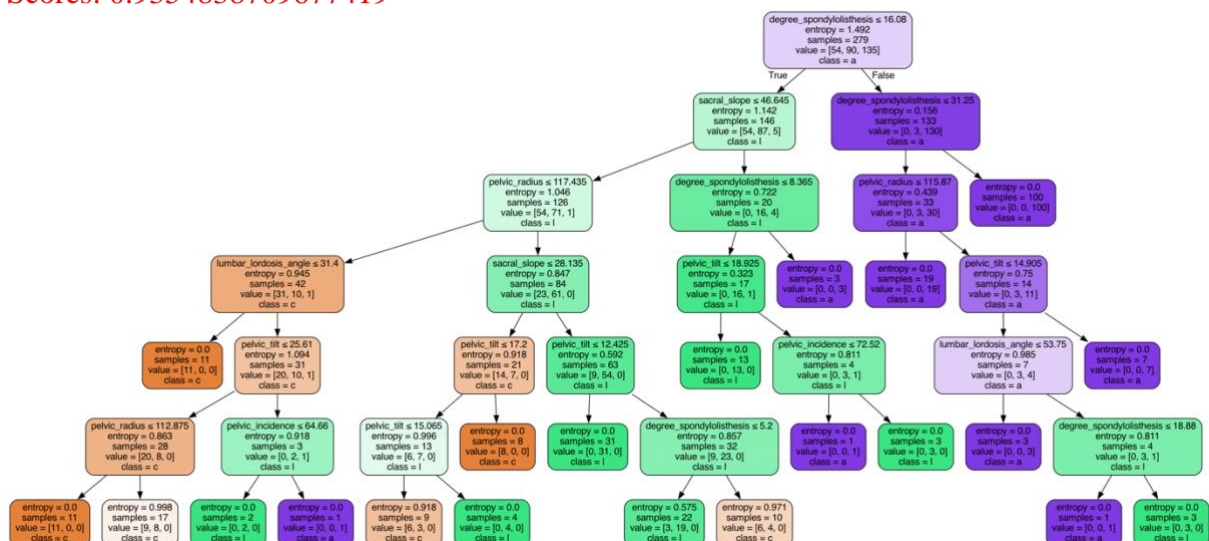 Scores: 0.9354838709677419
degree_spondylolisthesis ≤ 16.08
entropy = 1.492
samples = 279
value = [54, 90, 135]
class = a
True
False
sacral_slope ≤ 46.645
entropy = 1.142
samples = 146
value = [54, 87, 5]
class = l
degree_spondylolisthesis ≤ 31.25
entropy = 0.156
samples = 133
value = [0, 3, 130]
class = a
pelvic_radius ≤ 117.435
entropy = 1.046
samples = 126
value = [54, 71, 1]
class = l
degree_spondylolisthesis ≤ 8.365
entropy = 0.722
samples = 20
value = [0, 16, 4]
class = l
pelvic_radius ≤ 115.87
entropy = 0.439
samples = 33
value = [0, 3, 30]
class = a
entropy = 0.0
samples = 100
value = [0, 0, 100]
class = a
lumbar_lordosis_angle ≤ 31.4
entropy = 0.945
samples = 42
value = [31, 10, 1]
class = c
sacral_slope ≤ 28.135
entropy = 0.847
samples = 84
value = [23, 61, 0]
class = l
pelvic_tilt ≤ 18.925
entropy = 0.323
samples = 17
value = [0, 16, 1]
class = l
entropy = 0.0
samples = 3
value = [0, 0, 3]
class = a
entropy = 0.0
samples = 19
value = [0, 0, 19]
class = a
pelvic_tilt ≤ 14.905
entropy = 0.75
samples = 14
value = [0, 3, 11]
class = a
entropy = 0.0
samples = 11
value = [11, 0, 0]
class = c
pelvic_tilt ≤ 25.61
entropy = 1.094
samples = 31
value = [20, 10, 1]
class = c
pelvic_tilt ≤ 17.2
entropy = 0.918
samples = 21
value = [14, 7, 0]
class = c
pelvic_tilt ≤ 12.425
entropy = 0.592
samples = 63
value = [9, 54, 0]
class = l
entropy = 0.0
samples = 13
value = [0, 13, 0]
class = l
pelvic_incidence ≤ 72.52
entropy = 0.811
samples = 4
value = [0, 3, 1]
class = l
lumbar_lordosis_angle ≤ 53.75
entropy = 0.985
samples = 7
value = [0, 3, 4]
class = a
entropy = 0.0
samples = 7
value = [0, 0, 7]
class = a
pelvic_radius ≤ 112.875
entropy = 0.863
samples = 28
value = [20, 8, 0]
class = c
pelvic_incidence ≤ 64.66
entropy = 0.918
samples = 3
value = [0, 2, 1]
class = l
pelvic_tilt ≤ 15.065
entropy = 0.996
samples = 13
value = [6, 7, 0]
class = l
entropy = 0.0
samples = 8
value = [8, 0, 0]
class = c
entropy = 0.0
samples = 31
value = [0, 31, 0]
class = l
degree_spondylolisthesis ≤ 5.2
entropy = 0.857
samples = 32
value = [9, 23, 0]
class = l
entropy = 0.0
samples = 1
value = [0, 0, 1]
class = a
entropy = 0.0
samples = 3
value = [0, 3, 0]
class = l
entropy = 0.0
samples = 3
value = [0, 0, 3]
class = a
degree_spondylolisthesis ≤ 18.88
entropy = 0.811
samples = 4
value = [0, 3, 1]
class = l
entropy = 0.0
samples = 11
value = [11, 0, 0]
class = c
entropy = 0.998
samples = 17
value = [9, 8, 0]
class = c
entropy = 0.0
samples = 2
value = [0, 2, 0]
class = l
entropy = 0.0
samples = 1
value = [0, 0, 1]
class = a
entropy = 0.918
samples = 9
value = [6, 3, 0]
class = c
entropy = 0.0
samples = 4
value = [0, 4, 0]
class = l
entropy = 0.575
samples = 22
value = [3, 19, 0]
class = l
entropy = 0.971
samples = 10
value = [6, 4, 0]
class = c
entropy = 0.0
samples = 1
value = [0, 0, 1]
class = a
entropy = 0.0
samples = 3
value = [0, 3, 0]
class = l